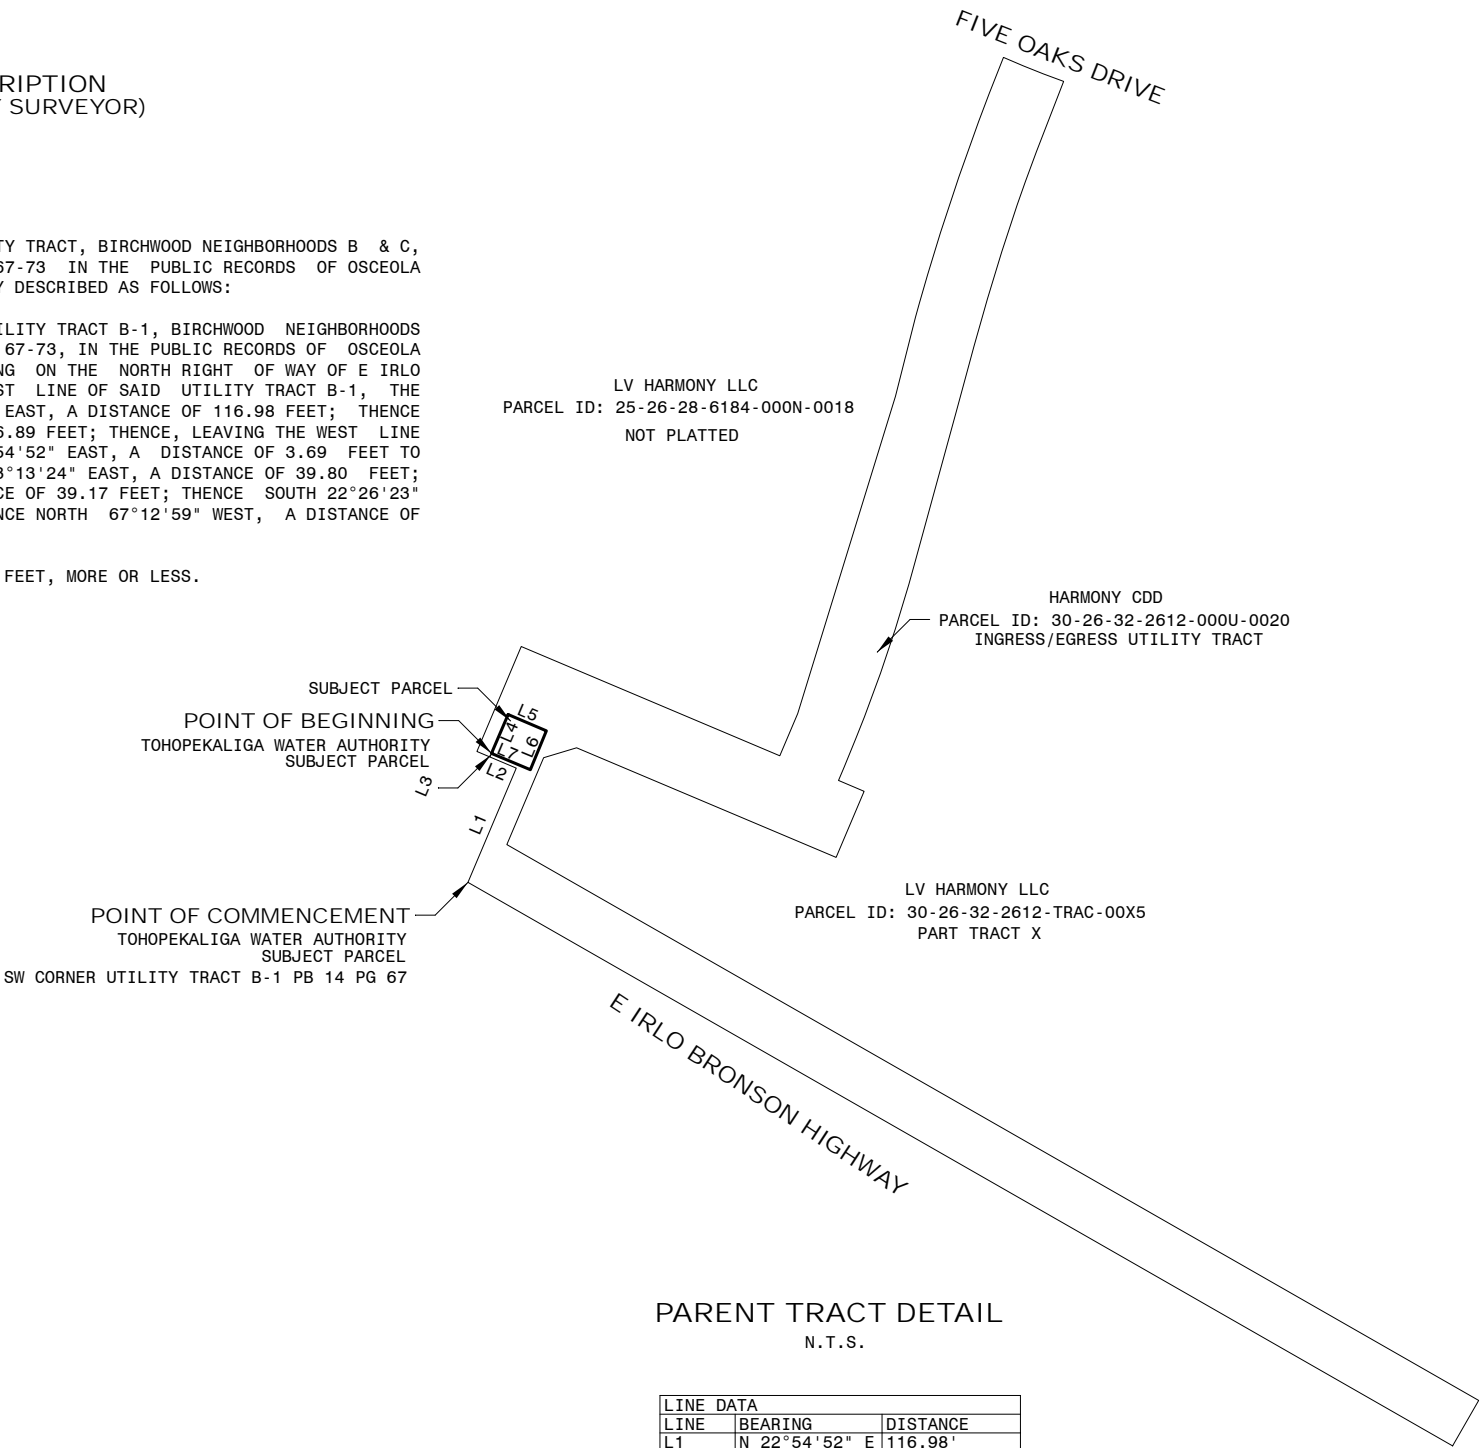 FIVE OAKS DRIVE
RIPTION
SURVEYOR)
TY TRACT, BIRCHWOOD NEIGHBORHOODS B & C,
67-73 IN THE PUBLIC RECORDS OF OSCEOLA
DESCRIBED AS FOLLOWS:
ILITY TRACT B-1, BIRCHWOOD NEIGHBORHOODS
67-73, IN THE PUBLIC RECORDS OF OSCEOLA
NG ON THE NORTH RIGHT OF WAY OF E IRLO
ST LINE OF SAID UTILITY TRACT B-1, THE
EAST, A DISTANCE OF 116.98 FEET; THENCE
6.89 FEET; THENCE, LEAVING THE WEST LINE
54'52" EAST, A DISTANCE OF 3.69 FEET TO
3°13'24" EAST, A DISTANCE OF 39.80 FEET;
CE OF 39.17 FEET; THENCE SOUTH 22°26'23"
NCE NORTH 67°12'59" WEST, A DISTANCE OF
FEET, MORE OR LESS.
LV HARMONY LLC
PARCEL ID: 25-26-28-6184-000N-0018
NOT PLATTED
HARMONY CDD
PARCEL ID: 30-26-32-2612-000U-0020
INGRESS/EGRESS UTILITY TRACT
SUBJECT PARCEL
POINT OF BEGINNING
TOHOPEKALIGA WATER AUTHORITY
SUBJECT PARCEL
L5
L4
L6
L7
L2
L3
L1
POINT OF COMMENCEMENT
TOHOPEKALIGA WATER AUTHORITY
SUBJECT PARCEL
SW CORNER UTILITY TRACT B-1 PB 14 PG 67
LV HARMONY LLC
PARCEL ID: 30-26-32-2612-TRAC-00X5
PART TRACT X
E IRLO BRONSON HIGHWAY
PARENT TRACT DETAIL
N.T.S.
LINE DATA
LINE BEARING DISTANCE
L1 N 22°54'52" E 116.98'